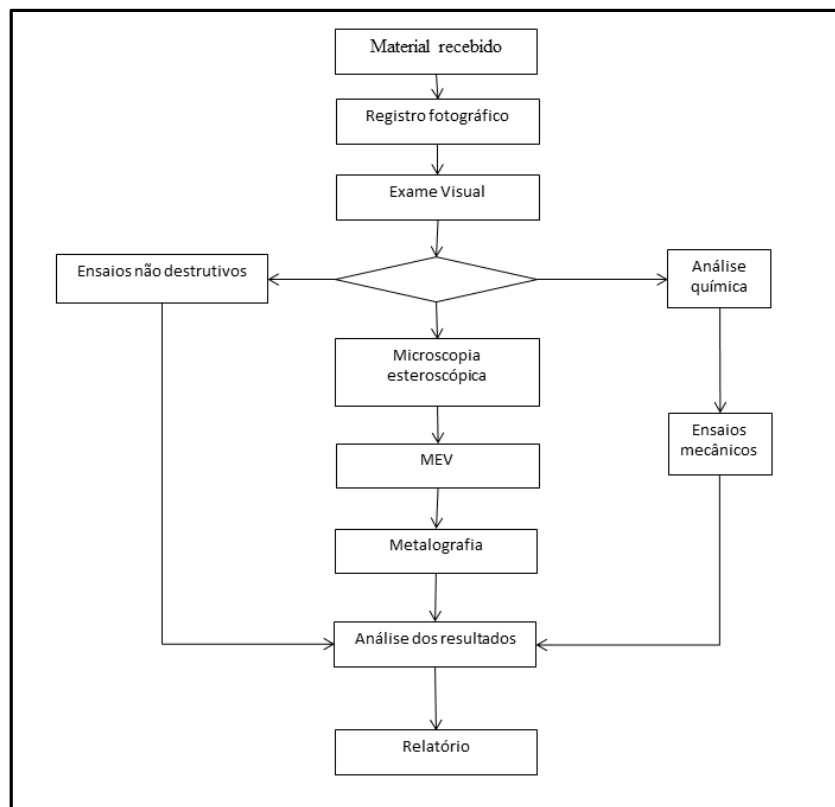 Material recebido
Registro fotográfico
Exame Visual
Ensaios não destrutivos
Análise
química
Microscopia
esteroscópica
Ensaios
mecânicos
MEV
Metalografia
Análise dos resultados
Relatório